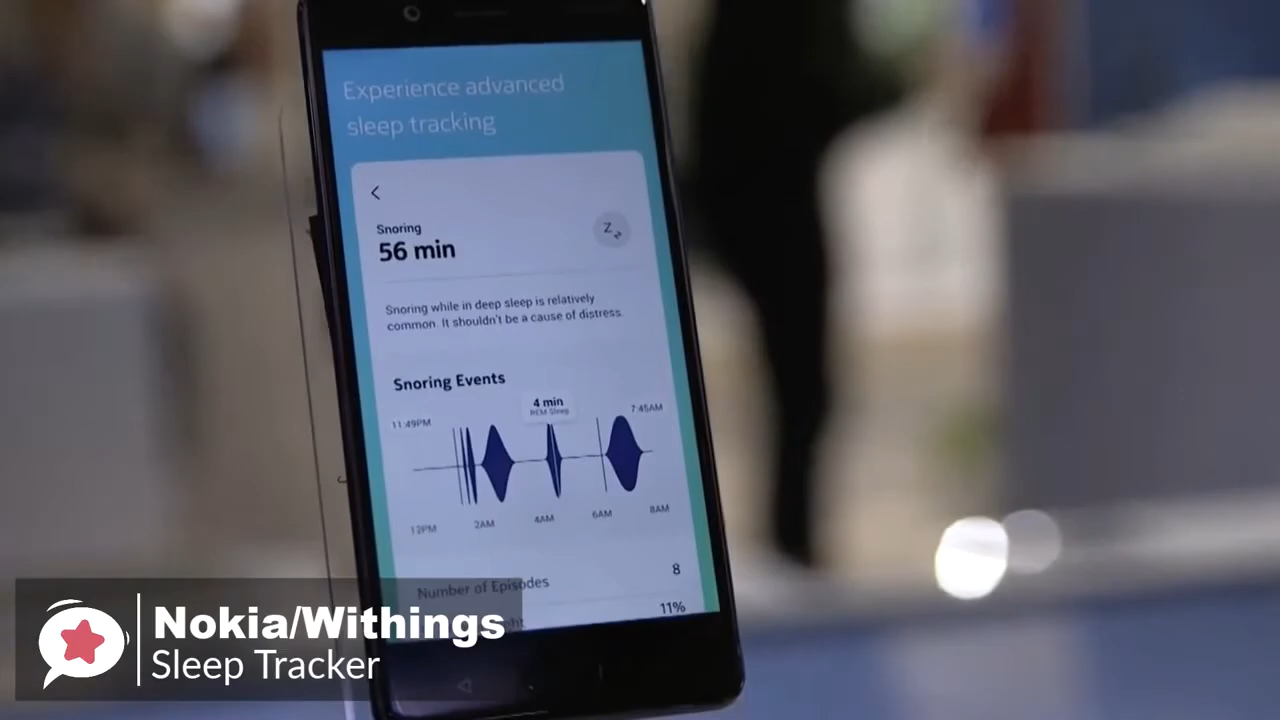 Experience advanced
sleep tracking
Snoring
56 min
Zz
Snoring while in deep sleep is relatively
common. It shouldn't be a cause of distress.
Snoring Events
4 min
REM Sleep
11:49PM
7:45AM
12PM
2AM
4AM
6AM
8AM
Number of Episodes
8
11%
Nokia/Withings
Sleep Tracker